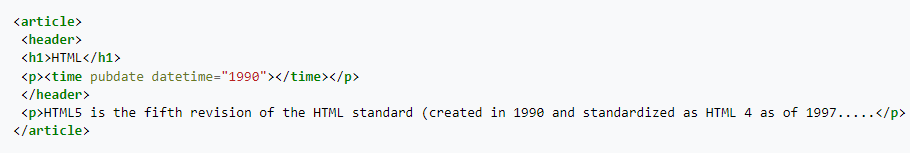 <article>
<header>
<h1>HTML</h1>
<p><time pubdate datetime="1990"></time></p>
</header>
<p>HTML5 is the fifth revision of the HTML standard (created in 1990 and standardized as HTML 4 as of 1997.....</p>
</article>